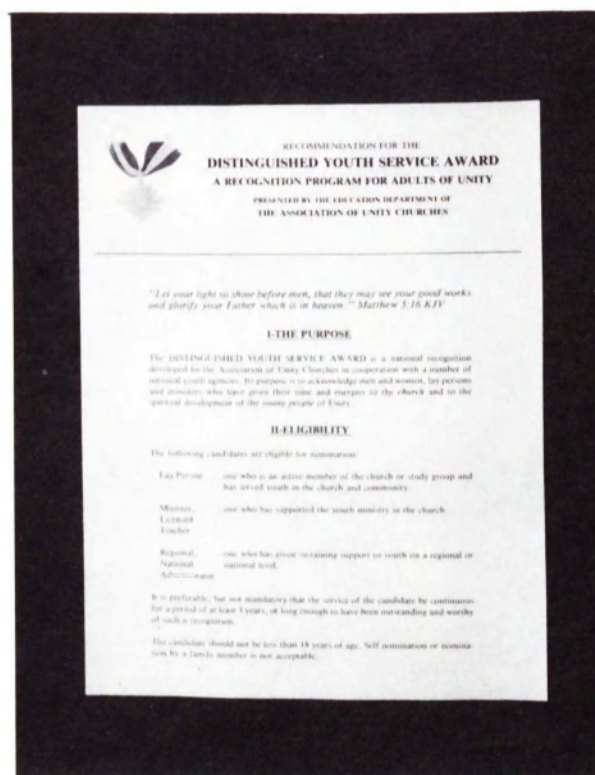 RECOMMENDATION FOR THE
DISTINGUISHED YOUTH SERVICE AWARD
A RECOGNITION PROGRAM FOR ADULTS OF UNITY
PRESENTED BY THE EDUCATION DEPARTMENT OF
THE ASSOCIATION OF UNITY CHURCHES
"Let your light so shine before men, that they may see your good works
and glorify your Father which is in heaven." Matthew 5:16 KJV
I-THE PURPOSE
The DISTINGUISHED YOUTH SERVICE AWARD is a national recognition
developed by the Association of Unity Churches in cooperation with a number of
national youth agencies. Its purpose is to acknowledge men and women, lay persons
and ministers who have given their time and energies to the church and to the
spiritual development of the young people of Unity.
II-ELIGIBILITY
The following candidates are eligible for nomination:
Lay Person one who is an active member of the church or study group and
has served youth in the church and community.
Minister, one who has supported the youth ministry in the church.
Licensed
Teacher
Regional, one who has given sustaining support to youth on a regional or
National national level.
Administrator
It is preferable, but not mandatory that the service of the candidate be continuous
for a period of at least 3 years, or long enough to have been outstanding and worthy
of such a recognition.
The candidate should not be less than 18 years of age. Self nomination or nomina-
tion by a family member is not acceptable.